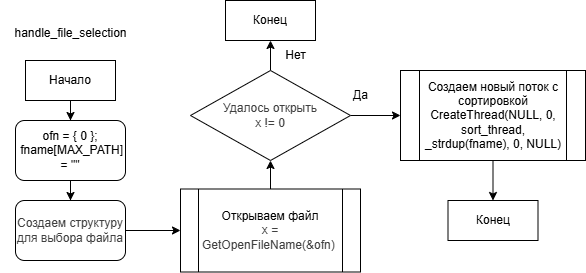 handle_file_selection
Начало
ofn = { 0 };
fname[MAX_PATH]
= ""
Создаем структуру
для выбора файла
Открываем файл
x =
GetOpenFileName(&ofn)
Удалось открыть
x != 0
Нет
Конец
Да
Создаем новый поток с
сортировкой
CreateThread(NULL, 0,
sort_thread,
_strdup(fname), 0, NULL)
Конец